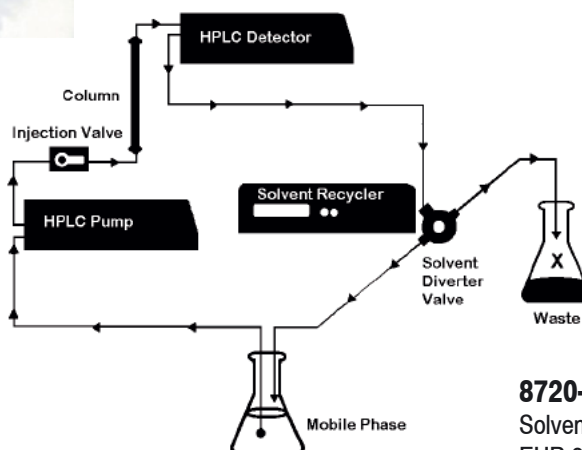 HPLC Detector
Column
Injection Valve
HPLC Pump
Solvent Recycler
Solvent
Diverter
Valve
X
Waste
Mobile Phase
8720-
Solven